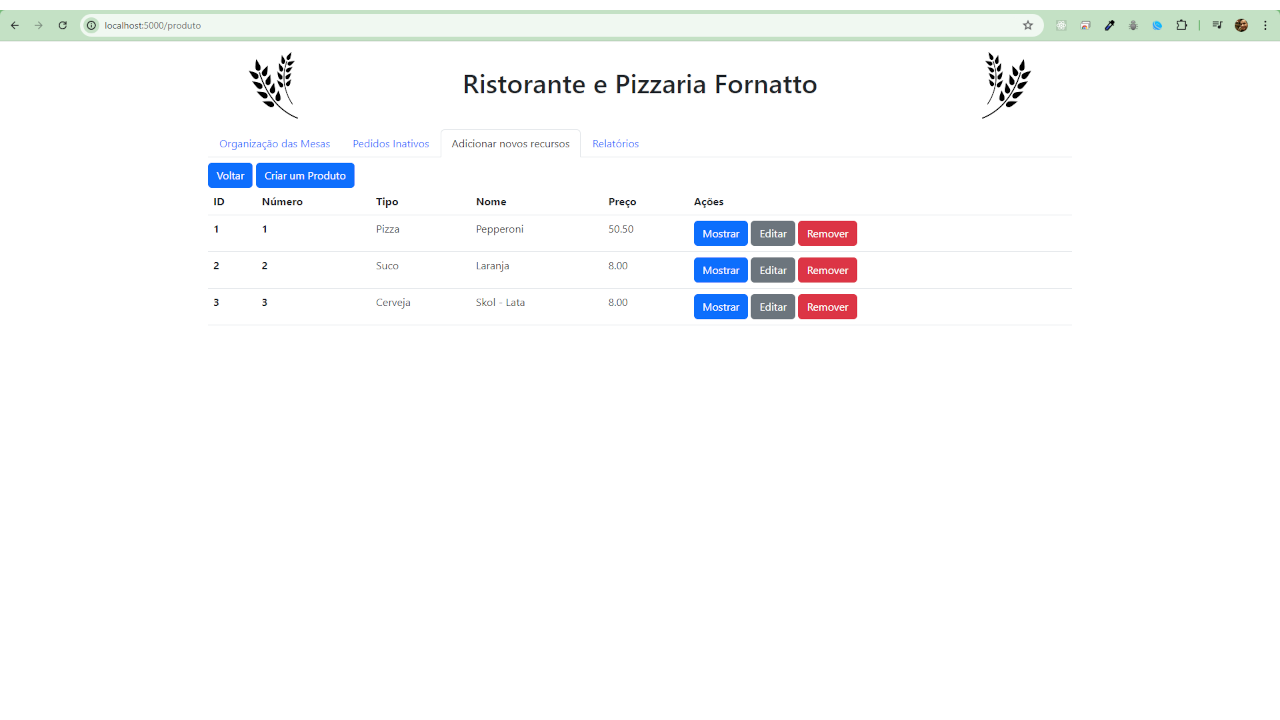 localhost:5000/produto
Ristorante e Pizzaria Fornatto
Organização das Mesas Pedidos Inativos Adicionar novos recursos Relatórios
Voltar Criar um Produto
ID Número Tipo Nome Preço Ações
1 1 Pizza Pepperoni 50.50 Mostrar Editar Remover
2 2 Suco Laranja 8.00 Mostrar Editar Remover
3 3 Cerveja Skol - Lata 8.00 Mostrar Editar Remover